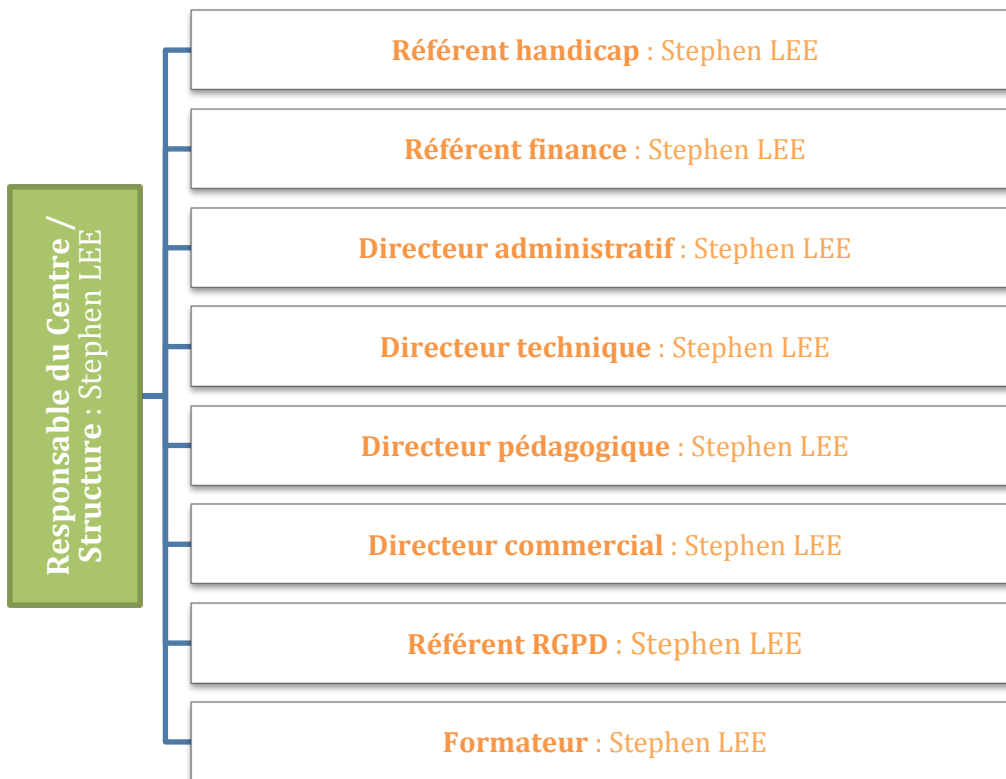 Responsable du Centre /
Structure : Stephen LEE
Référent handicap : Stephen LEE
Référent finance : Stephen LEE
Directeur administratif : Stephen LEE
Directeur technique : Stephen LEE
Directeur pédagogique : Stephen LEE
Directeur commercial : Stephen LEE
Référent RGPD : Stephen LEE
Formateur : Stephen LEE